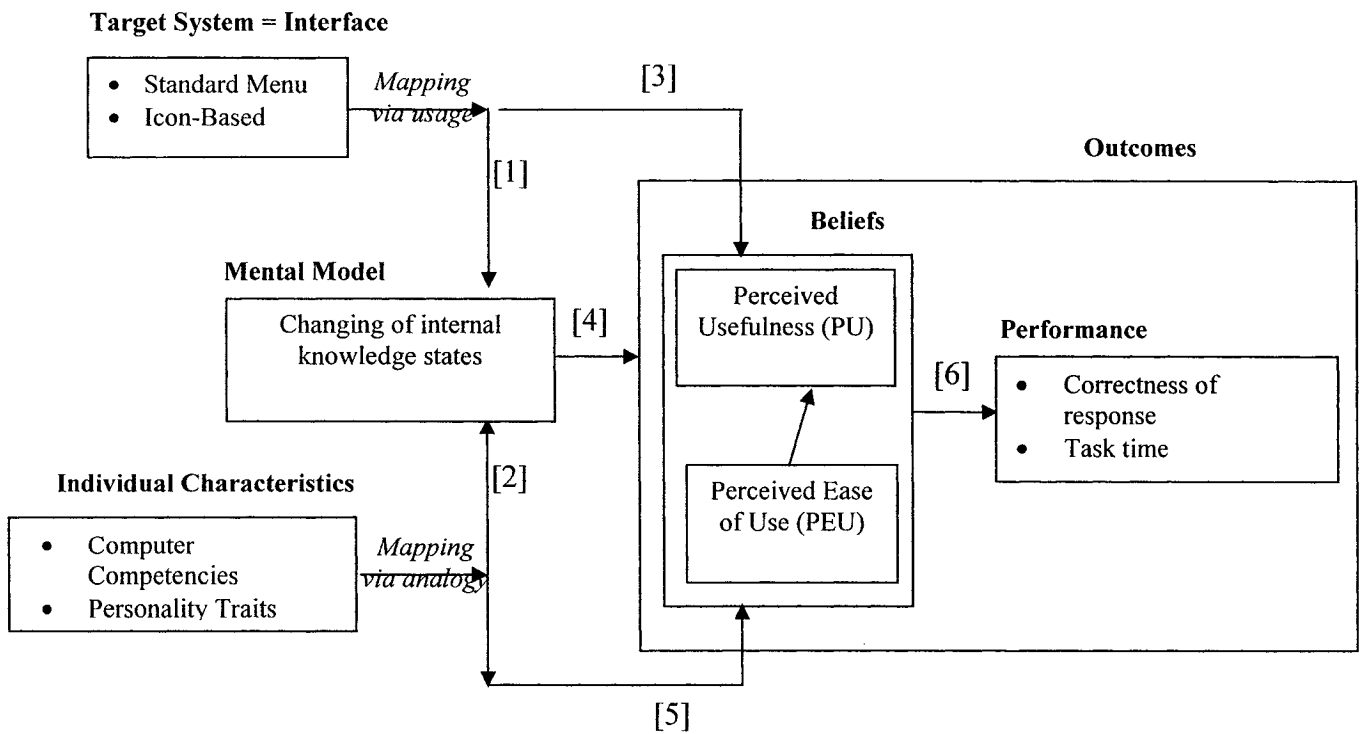 Target System = Interface
• Standard Menu
• Icon-Based
Mapping
via usage
[3]
[1]
Outcomes
Beliefs
Mental Model
Changing of internal
knowledge states
[4]
Perceived
Usefulness (PU)
Performance
[6]
• Correctness of
response
• Task time
Individual Characteristics
[2]
Perceived Ease
of Use (PEU)
• Computer
Competencies
• Personality Traits
Mapping
via analogy
[5]